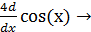 4d/dx cos(x) →